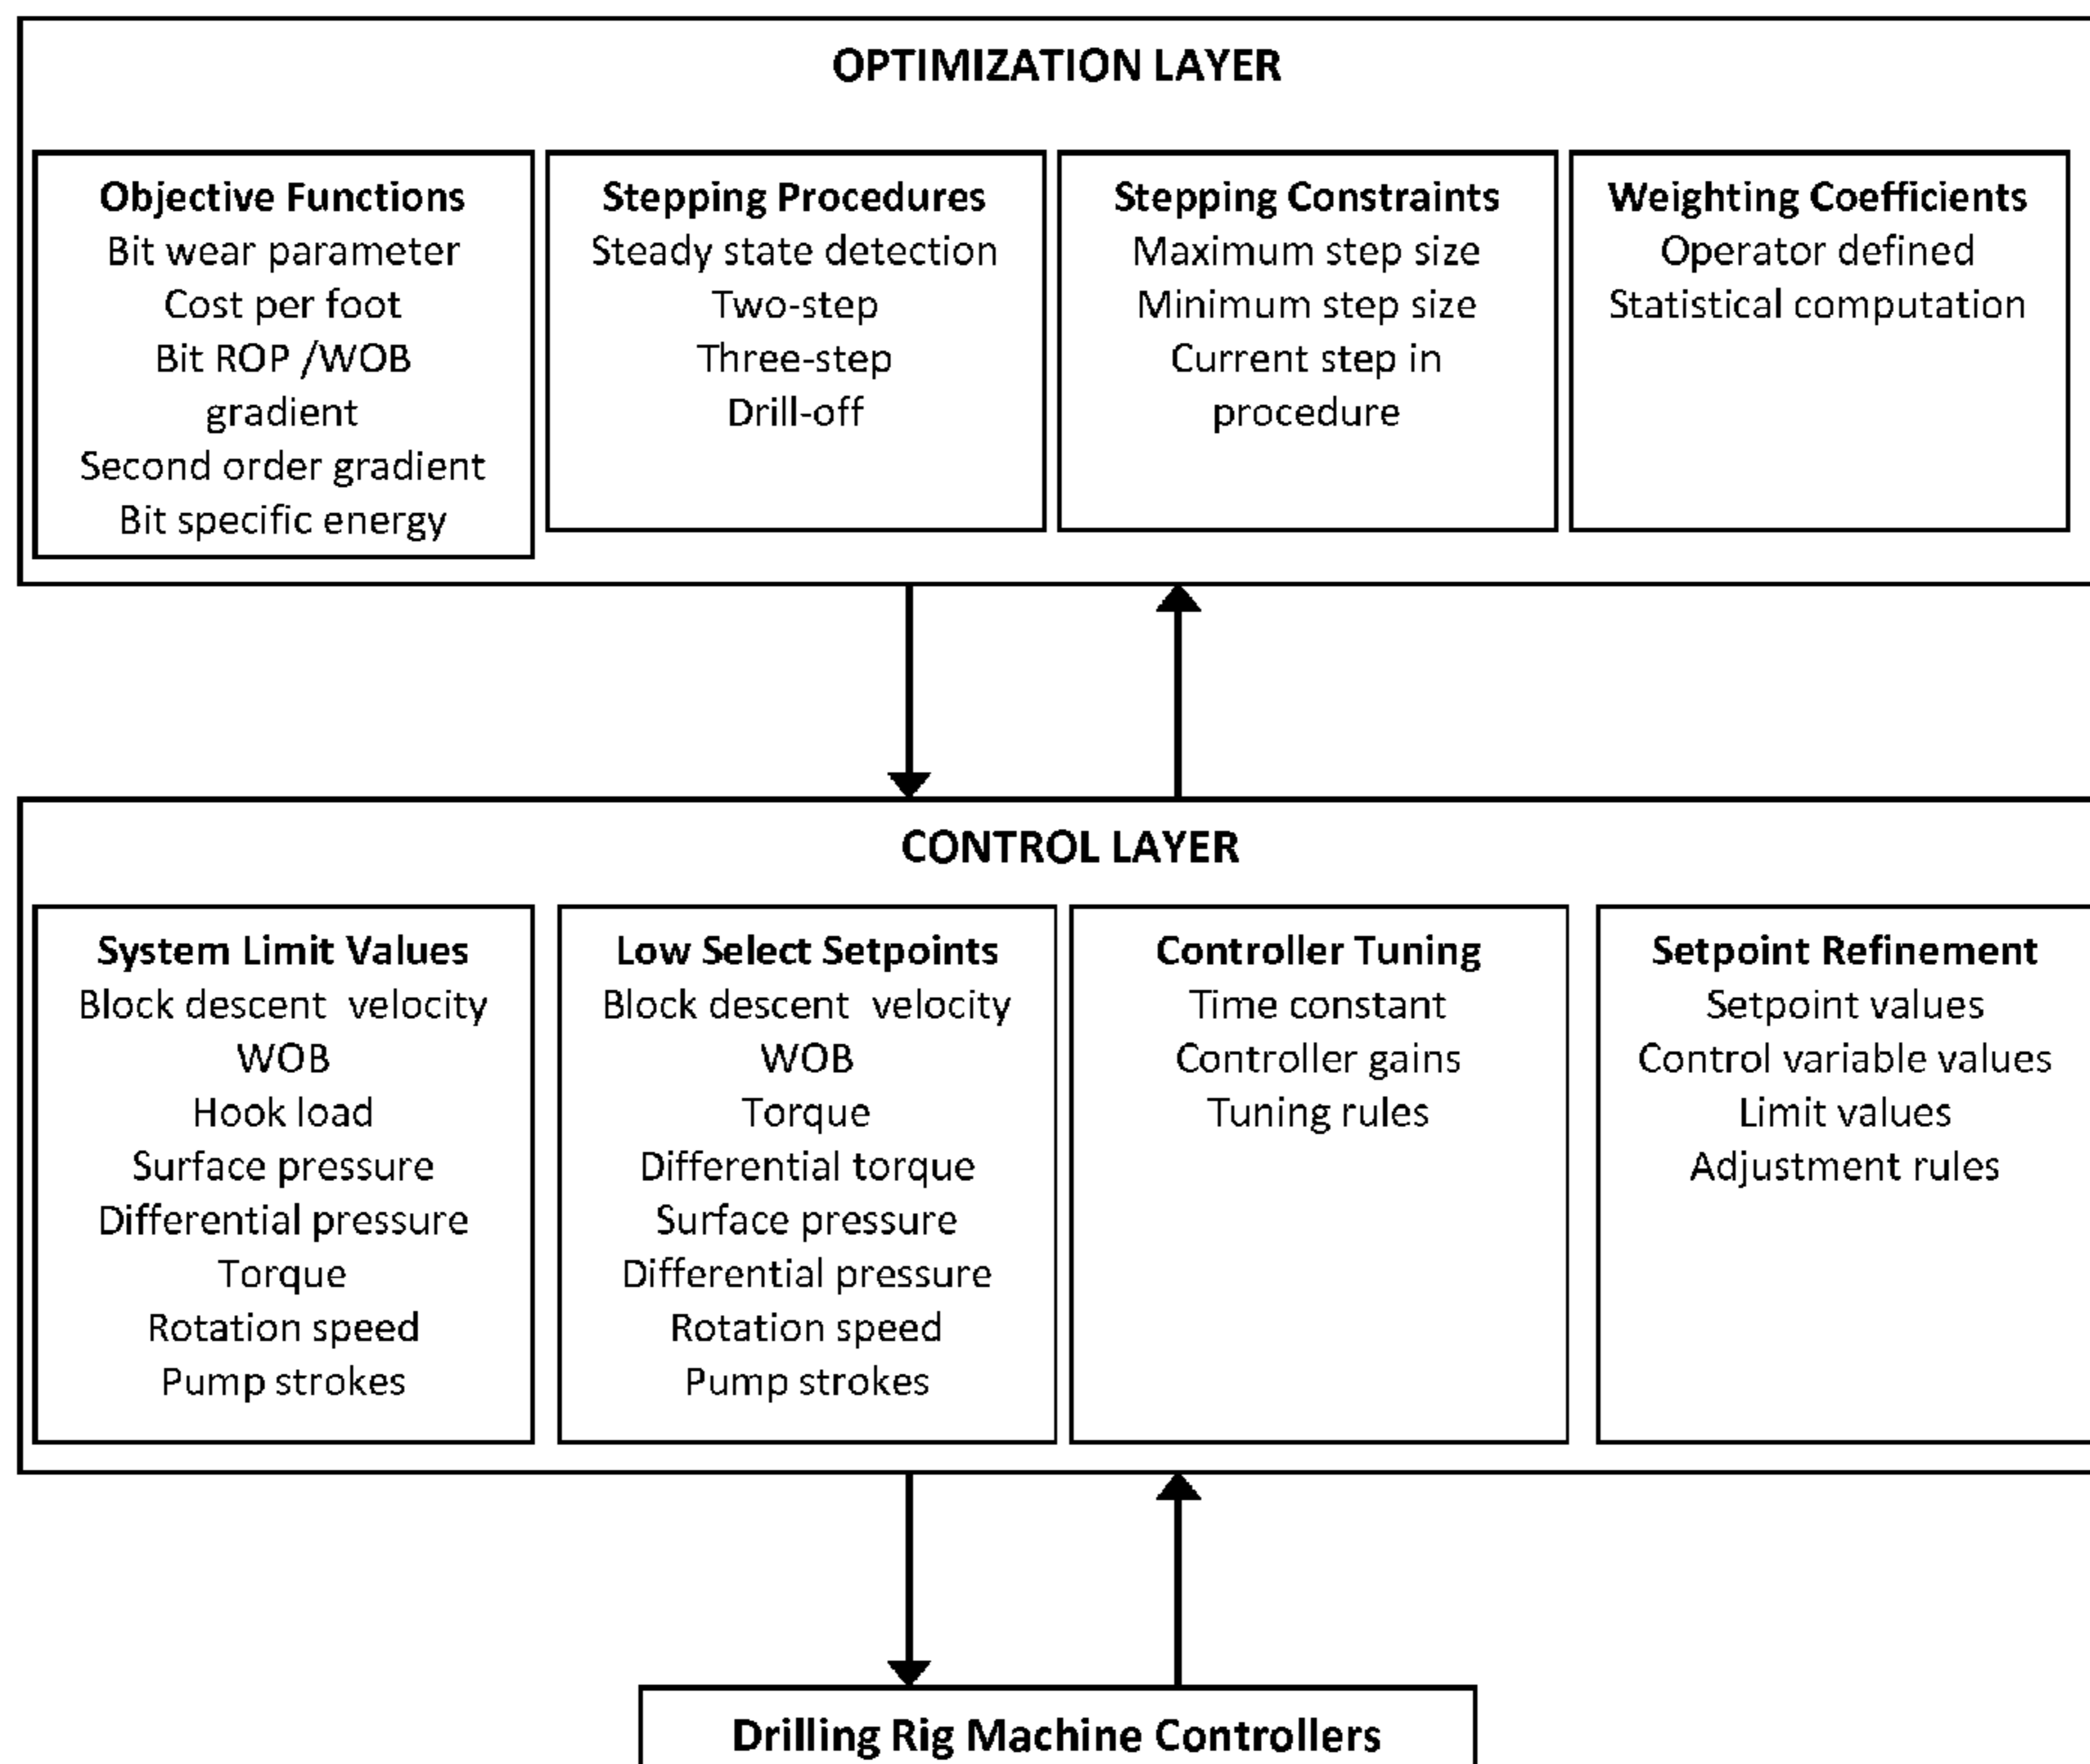 OPTIMIZATION LAYER
Objective Functions
Bit wear parameter
Cost per foot
Bit ROP /WOB
gradient
Second order gradient
Bit specific energy
Stepping Procedures
Steady state detection
Two-step
Three-step
Drill-off
Stepping Constraints
Maximum step size
Minimum step size
Current step in
procedure
Weighting Coefficients
Operator defined
Statistical computation
CONTROL LAYER
System Limit Values
Block descent  velocity
WOB
Hook load
Surface pressure
Differential pressure
Torque
Rotation speed
Pump strokes
Low Select Setpoints
Block descent  velocity
WOB
Torque
Differential torque
Surface pressure
Differential pressure
Rotation speed
Pump strokes
Controller Tuning
Time constant
Controller gains
Tuning rules
Setpoint Refinement
Setpoint values
Control variable values
Limit values
Adjustment rules
Drilling Rig Machine Controllers